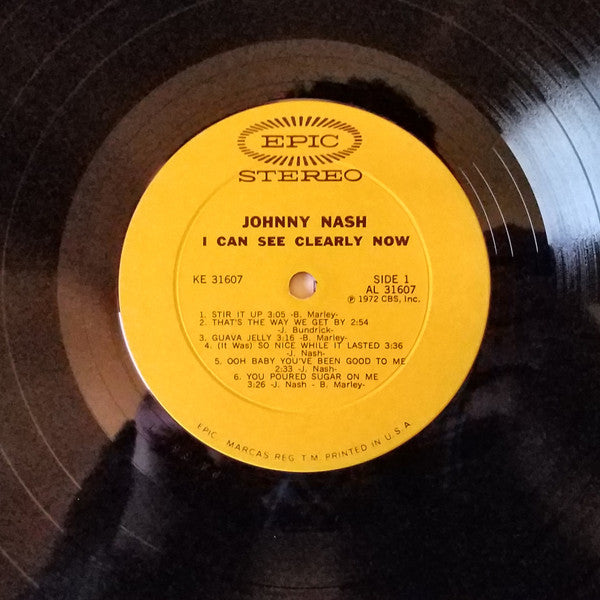 EPIC
STEREO
JOHNNY NASH
I CAN SEE CLEARLY NOW
KE 31607
SIDE 1
AL 31607
℗ 1972 CBS, Inc.
1. STIR IT UP 3:05 -B. Marley-
2. THAT'S THE WAY WE GET BY 2:54
-J. Bundrick-
3. GUAVA JELLY 3:16 -B. Marley-
4. (It Was) SO NICE WHILE IT LASTED 3:36
-J. Nash-
5. OOH BABY YOU'VE BEEN GOOD TO ME
2:33 -J. Nash-
6. YOU POURED SUGAR ON ME
3:26 -J. Nash - B. Marley-
EPIC. MARCAS REG. T.M. PRINTED IN U.S.A.